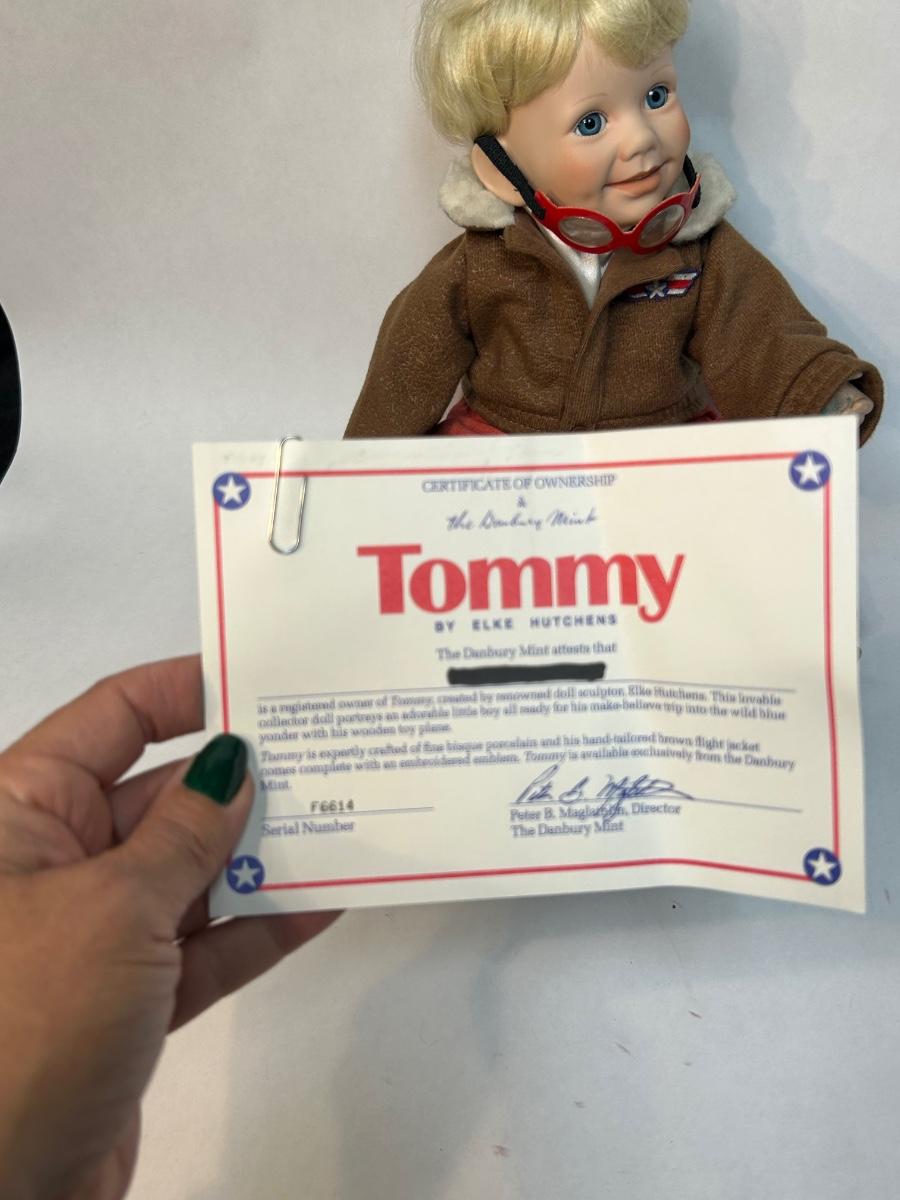 CERTIFICATE OF OWNERSHIP
&
the Danbury Mint
Tommy
BY ELKE HUTCHENS
The Danbury Mint attests that
is a registered owner of Tommy, created by renowned doll sculptor, Elke Hutchens. This lovable
collector doll portrays an adorable little boy all ready for his make-believe trip into the wild blue
yonder with his wooden toy plane.
Tommy is expertly crafted of fine bisque porcelain and his hand-tailored brown flight jacket
comes complete with an embroidered emblem. Tommy is available exclusively from the Danbury
Mint.
F6614
Serial Number
Peter B. Maglathlin, Director
The Danbury Mint